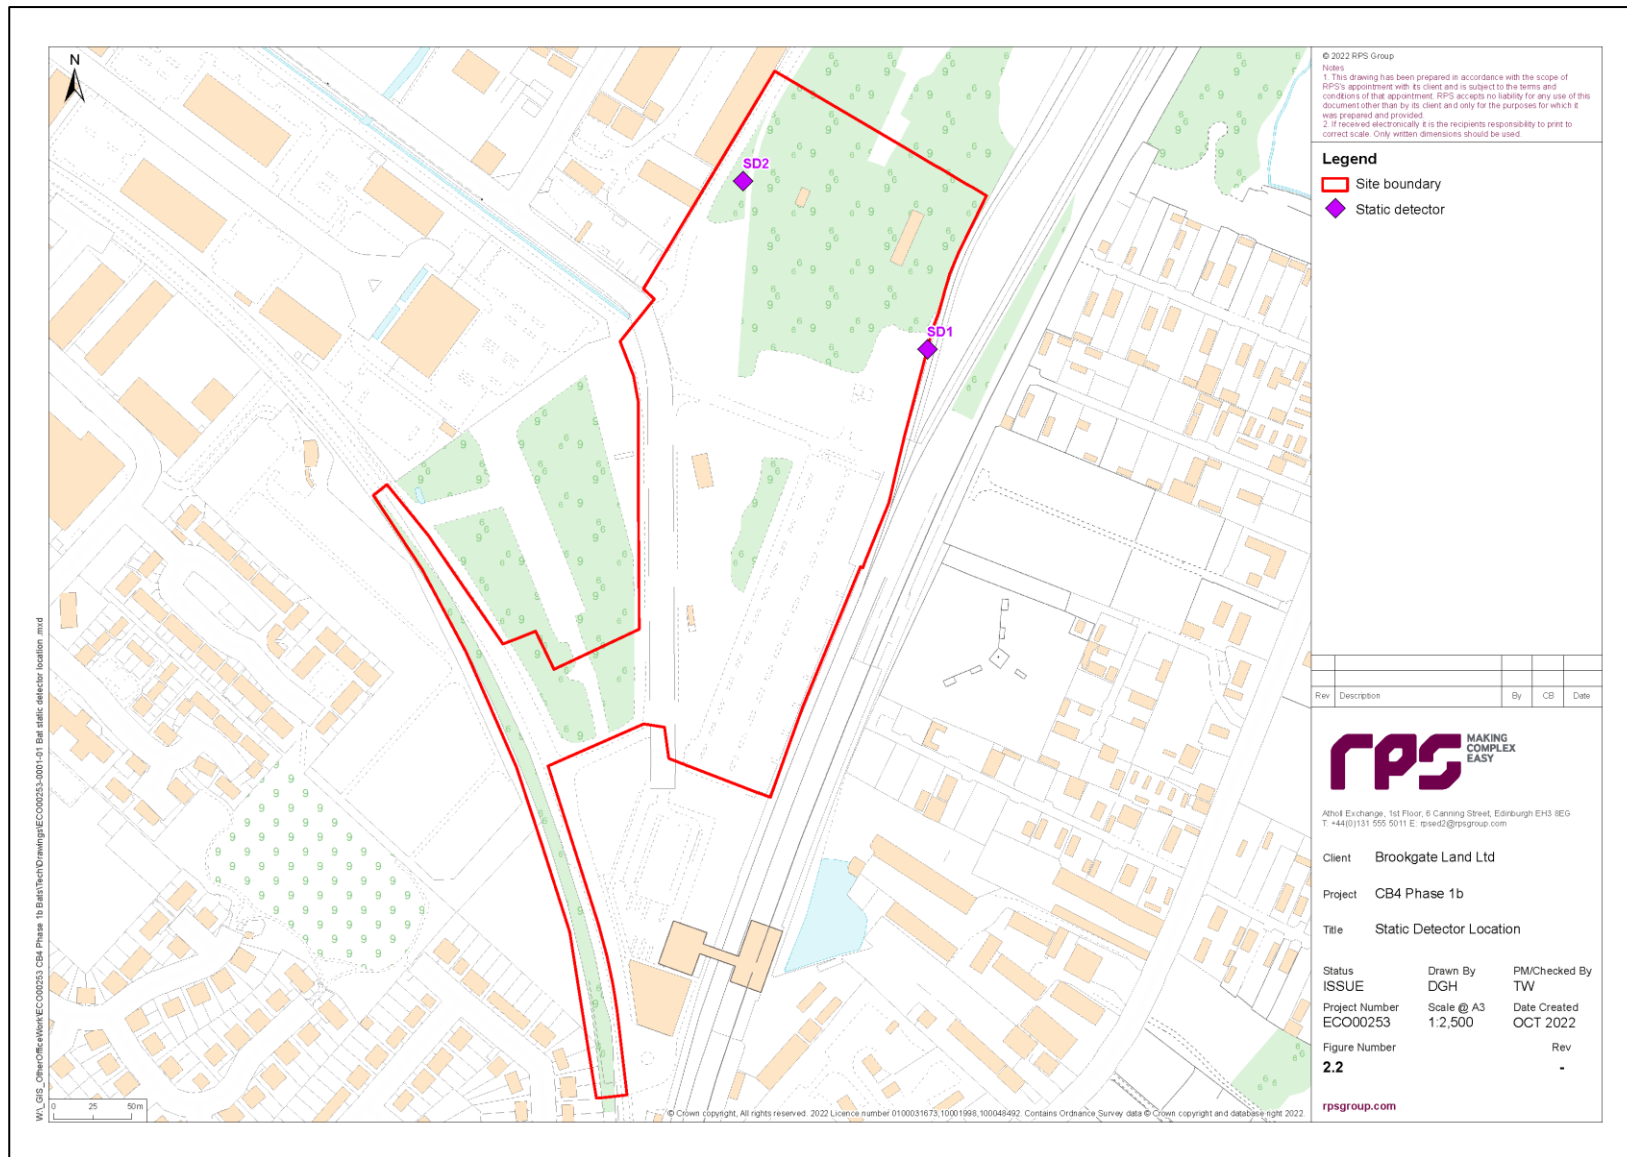 N
SD2
SD1
© 2022 RPS Group
Notes
1. This drawing has been prepared in accordance with the scope of
RPS's appointment with its client and is subject to the terms and
conditions of that appointment. RPS accepts no liability for any use of this
document other than by its client and only for the purposes for which it
was prepared and provided.
2. If received electronically it is the recipients responsibility to print to
correct scale. Only written dimensions should be used.
Legend
Site boundary
Static detector
Rev Description By CB Date
rps MAKING
COMPLEX
EASY
Atholl Exchange, 1st Floor, 6 Canning Street, Edinburgh EH3 8EG
T: +44(0)131 555 5011 E: rpsed2@rpsgroup.com
Client Brookgate Land Ltd
Project CB4 Phase 1b
Title Static Detector Location
Status Drawn By PM/Checked By
ISSUE DGH TW
Project Number Scale @ A3 Date Created
ECO00253 1:2,500 OCT 2022
Figure Number Rev
2.2 -
rpsgroup.com
0 25 50m
© Crown copyright, All rights reserved. 2022 Licence number 0100031673,10001998,100048492. Contains Ordnance Survey data © Crown copyright and database right 2022
W:\_GIS_OtherOfficeWork\ECO00253 CB4 Phase 1b Bats\Tech\Drawings\ECO00253-0001-01 Bat static detector location .mxd